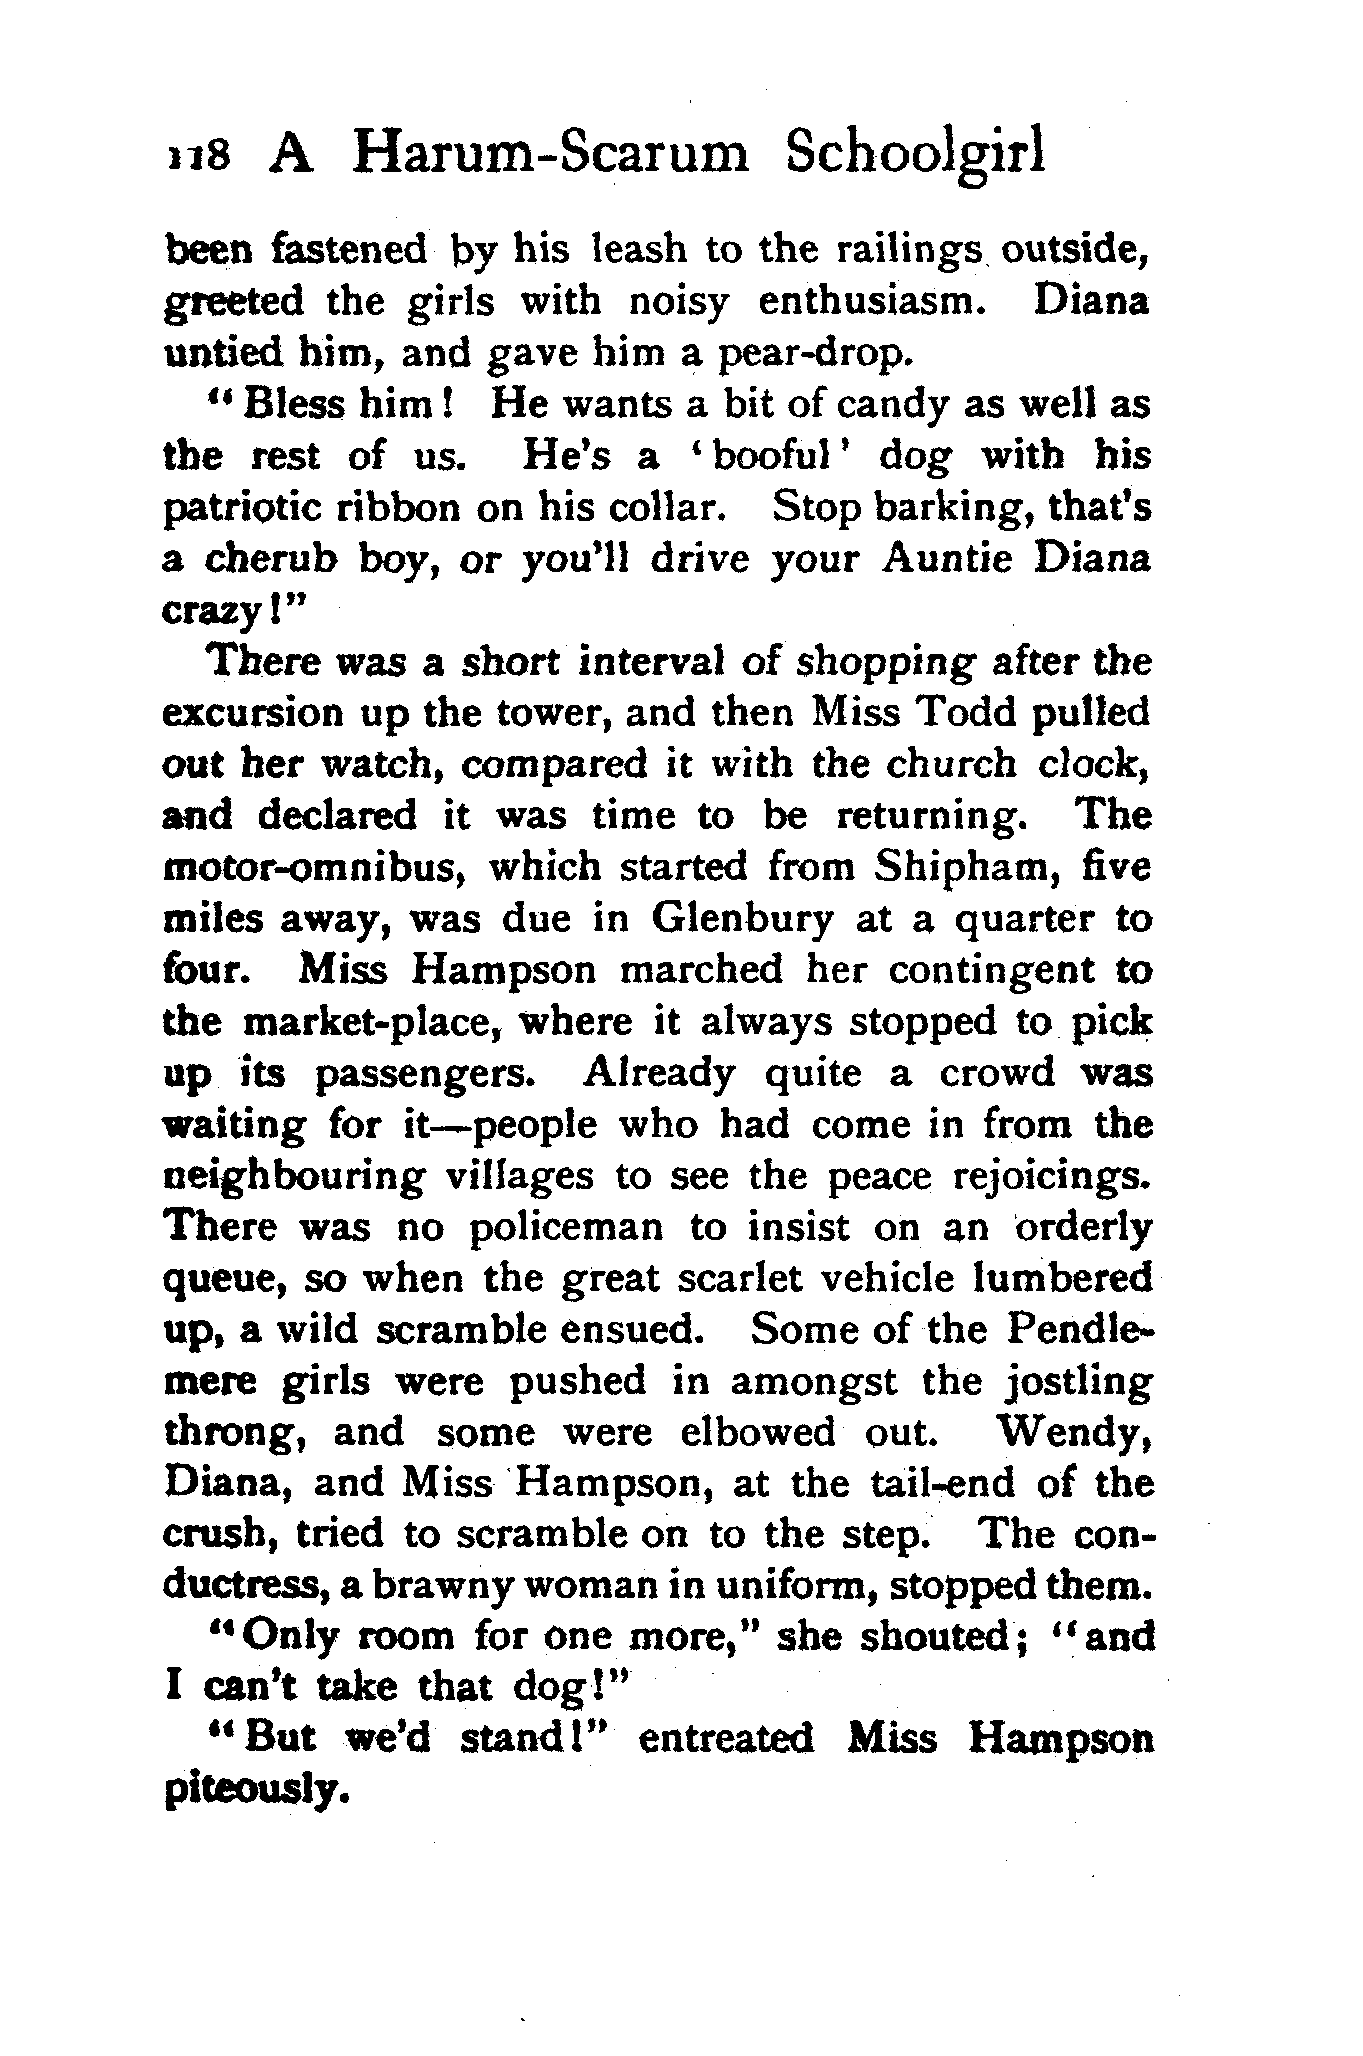 118 A Harum-Scarum Schoolgirl
been fastened by his leash to the railings outside,
greeted the girls with noisy enthusiasm. Diana
untied him, and gave him a pear-drop.
"Bless him! He wants a bit of candy as well as
the rest of us. He's a 'booful' dog with his
patriotic ribbon on his collar. Stop barking, that's
a cherub boy, or you'll drive your Auntie Diana
crazy!"
There was a short interval of shopping after the
excursion up the tower, and then Miss Todd pulled
out her watch, compared it with the church clock,
and declared it was time to be returning. The
motor-omnibus, which started from Shipham, five
miles away, was due in Glenbury at a quarter to
four. Miss Hampson marched her contingent to
the market-place, where it always stopped to pick
up its passengers. Already quite a crowd was
waiting for it—people who had come in from the
neighbouring villages to see the peace rejoicings.
There was no policeman to insist on an orderly
queue, so when the great scarlet vehicle lumbered
up, a wild scramble ensued. Some of the Pendle-
mere girls were pushed in amongst the jostling
throng, and some were elbowed out. Wendy,
Diana, and Miss Hampson, at the tail-end of the
crush, tried to scramble on to the step. The con-
ductress, a brawny woman in uniform, stopped them.
"Only room for one more," she shouted; "and
I can't take that dog!"
"But we'd stand!" entreated Miss Hampson
piteously.